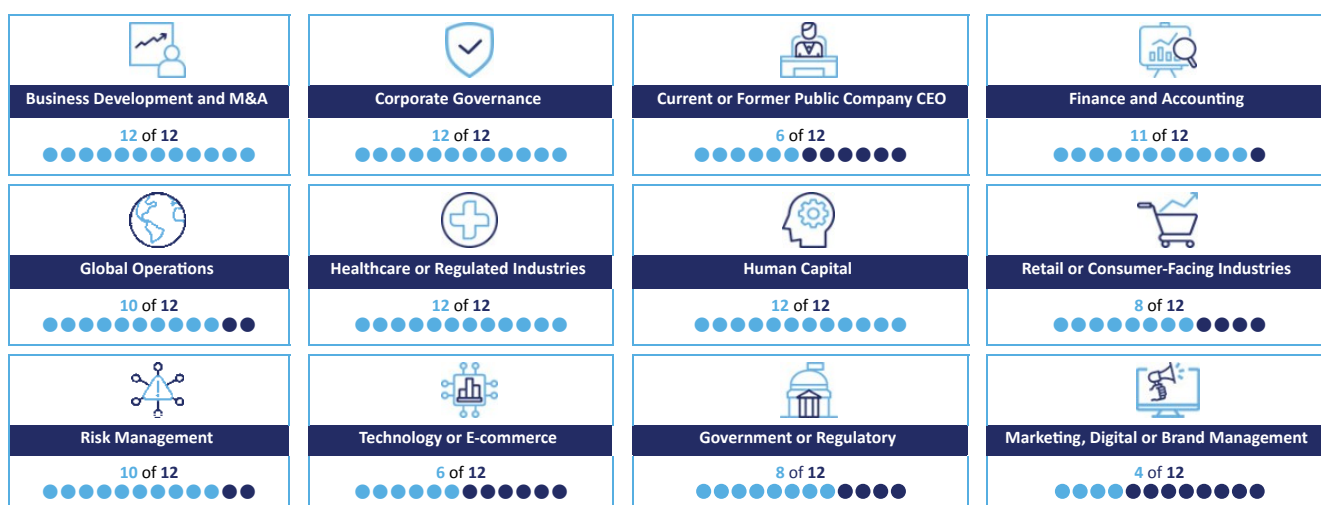 Business Development and M&A
12 of 12
Corporate Governance
12 of 12
Current or Former Public Company CEO
6 of 12
Finance and Accounting
11 of 12
Global Operations
10 of 12
Healthcare or Regulated Industries
12 of 12
Human Capital
12 of 12
Retail or Consumer-Facing Industries
8 of 12
Risk Management
10 of 12
Technology or E-commerce
6 of 12
Government or Regulatory
8 of 12
Marketing, Digital or Brand Management
4 of 12